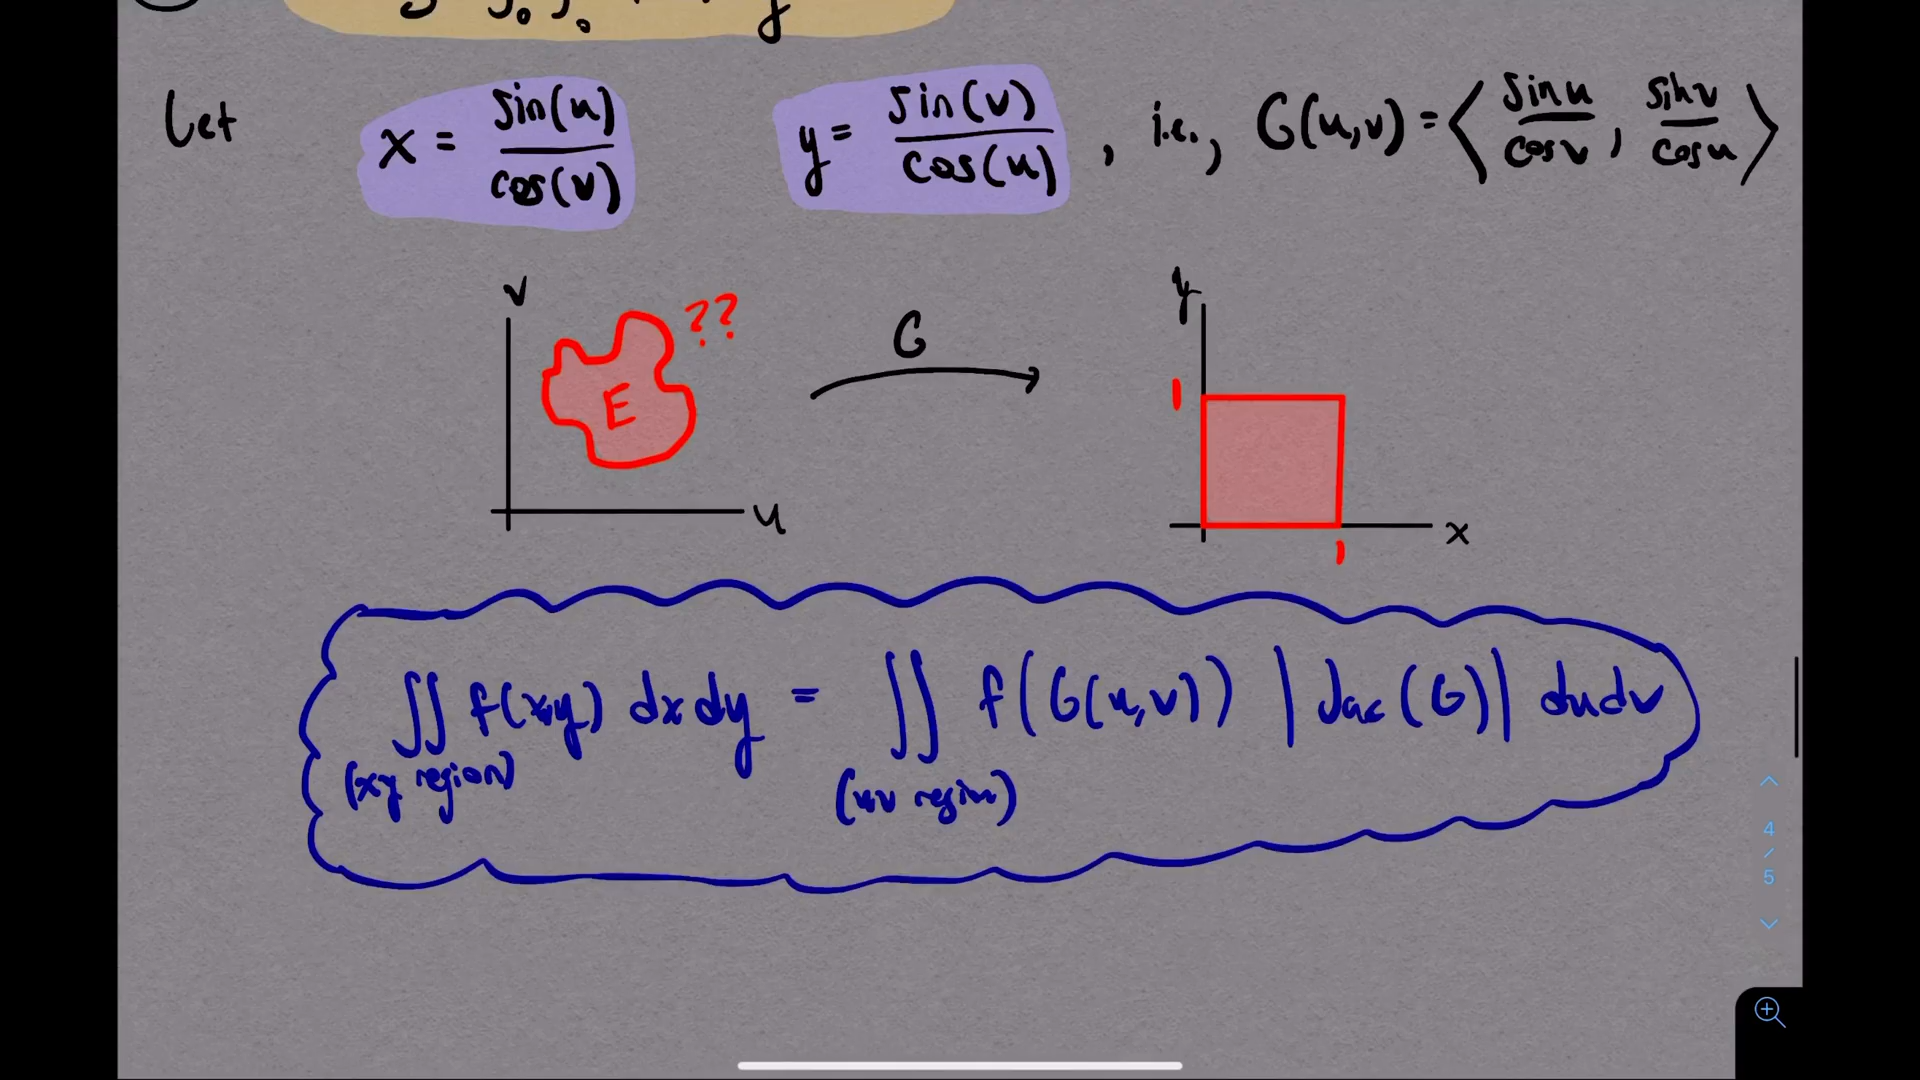 Let x = sin(u)/cos(v) y = sin(v)/cos(u) , i.e., G(u,v) = ⟨ sin u/cos v , sin v/cos u ⟩
v
??
E
u
G
y
1
x
1
∬ f(x,y) dx dy = ∬ f(G(u,v)) |Jac(G)| du dv
(xy region) (uv region)
4
/
5